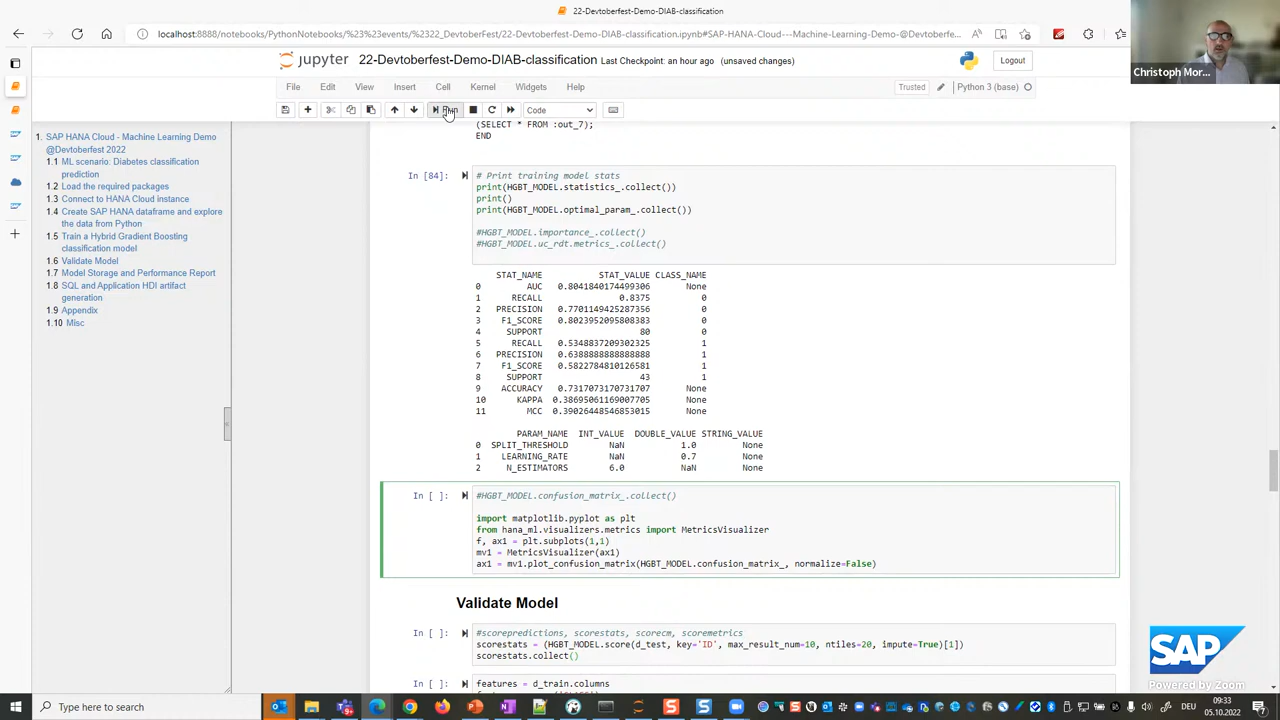 22-Devtoberfest-Demo-DIAB-classification
localhost:8888/notebooks/PythonNotebooks/%23%23events/%2322_DevtoberFest/22-Devtoberfest-Demo-DIAB-classification.ipynb#SAP-HANA-Cloud---Machine-Learning-Demo-@Devtoberfe...
Christoph Mor...
jupyter 22-Devtoberfest-Demo-DIAB-classification Last Checkpoint: an hour ago (unsaved changes)
Logout
File Edit View Insert Cell Kernel Widgets Help
Trusted Python 3 (base)
Run
Code
1. SAP HANA Cloud - Machine Learning Demo
@Devtoberfest 2022
1.1 ML scenario: Diabetes classification
prediction
1.2 Load the required packages
1.3 Connect to HANA Cloud instance
1.4 Create SAP HANA dataframe and explore
the data from Python
1.5 Train a Hybrid Gradient Boosting
classification model
1.6 Validate Model
1.7 Model Storage and Performance Report
1.8 SQL and Application HDI artifact
generation
1.9 Appendix
1.10 Misc
(SELECT * FROM :out_7);
END
In [84]:
# Print training model stats
print(HGBT_MODEL.statistics_.collect())
print()
print(HGBT_MODEL.optimal_param_.collect())
#HGBT_MODEL.importance_.collect()
#HGBT_MODEL.uc_rdt.metrics_.collect()
STAT_NAME STAT_VALUE CLASS_NAME
0 AUC 0.8041840174499306 None
1 RECALL 0.8375 0
2 PRECISION 0.7701149425287356 0
3 F1_SCORE 0.8023952095808383 0
4 SUPPORT 80 0
5 RECALL 0.5348837209302325 1
6 PRECISION 0.6388888888888888 1
7 F1_SCORE 0.5822784810126581 1
8 SUPPORT 43 1
9 ACCURACY 0.7317073170731707 None
10 KAPPA 0.38695061169007705 None
11 MCC 0.39026448546853015 None
PARAM_NAME INT_VALUE DOUBLE_VALUE STRING_VALUE
0 SPLIT_THRESHOLD NaN 1.0 None
1 LEARNING_RATE NaN 0.7 None
2 N_ESTIMATORS 6.0 NaN None
In [ ]:
#HGBT_MODEL.confusion_matrix_.collect()
import matplotlib.pyplot as plt
from hana_ml.visualizers.metrics import MetricsVisualizer
f, ax1 = plt.subplots(1,1)
mv1 = MetricsVisualizer(ax1)
ax1 = mv1.plot_confusion_matrix(HGBT_MODEL.confusion_matrix_, normalize=False)
Validate Model
In [ ]:
#scorepredictions, scorestats, scorecm, scoremetrics
scorestats = (HGBT_MODEL.score(d_test, key='ID', max_result_num=10, ntiles=20, impute=True)[1])
scorestats.collect()
In [ ]:
features = d_train.columns
SAP
Powered by Zoom
Type here to search
DEU
09:33
05.10.2022